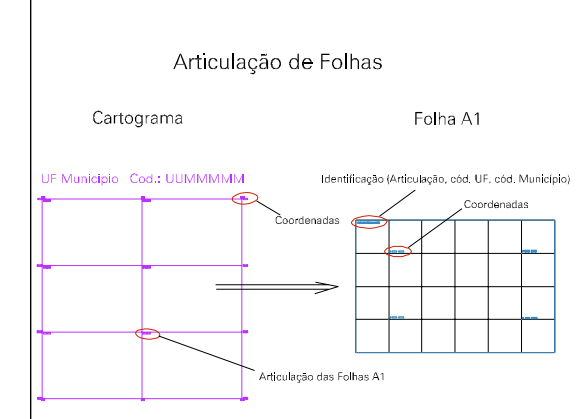 Articulação de Folhas
Cartograma
Folha A1
UF Municipio Cod.: UUMMMMM
Identificação (Articulação, cód. UF, cód. Município)
Coordenadas
Coordenadas
Articulação das Folhas A1